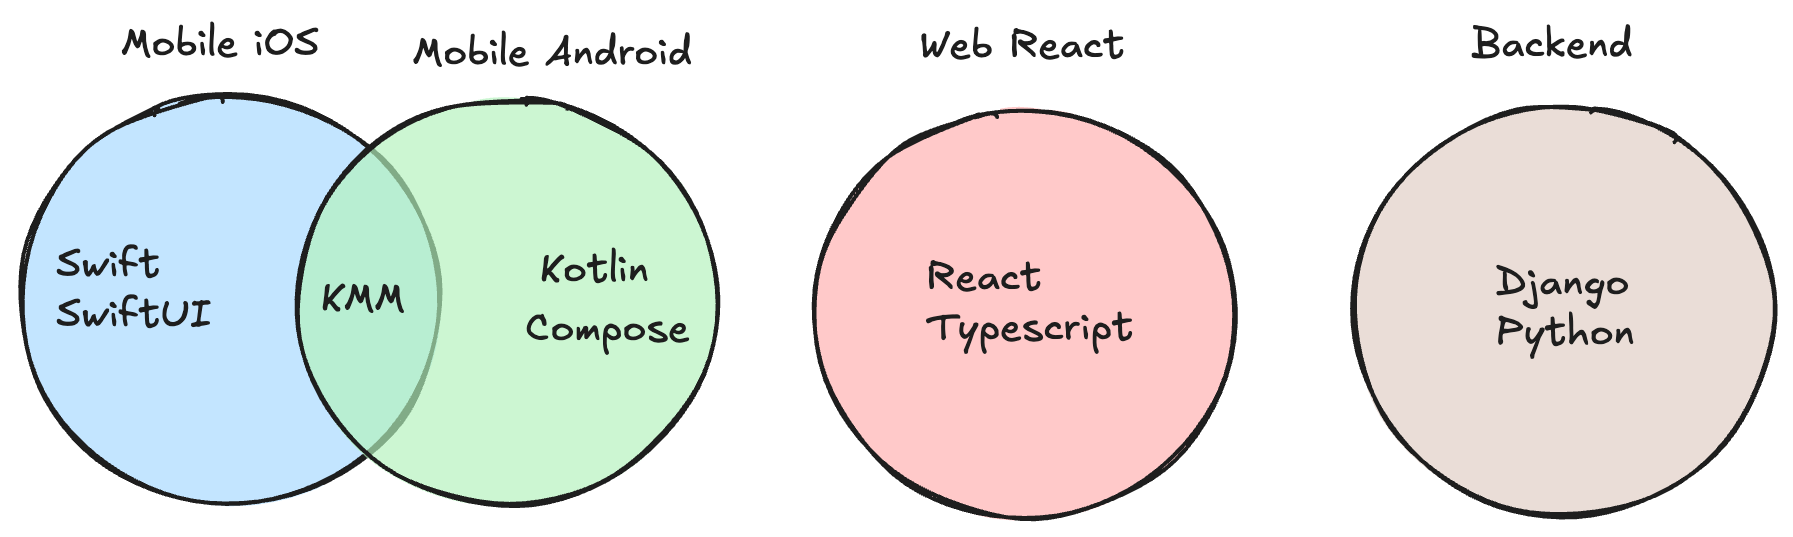 Mobile iOS
Mobile Android
Web React
Backend
Swift
SwiftUI
KMM
Kotlin
Compose
React
Typescript
Django
Python